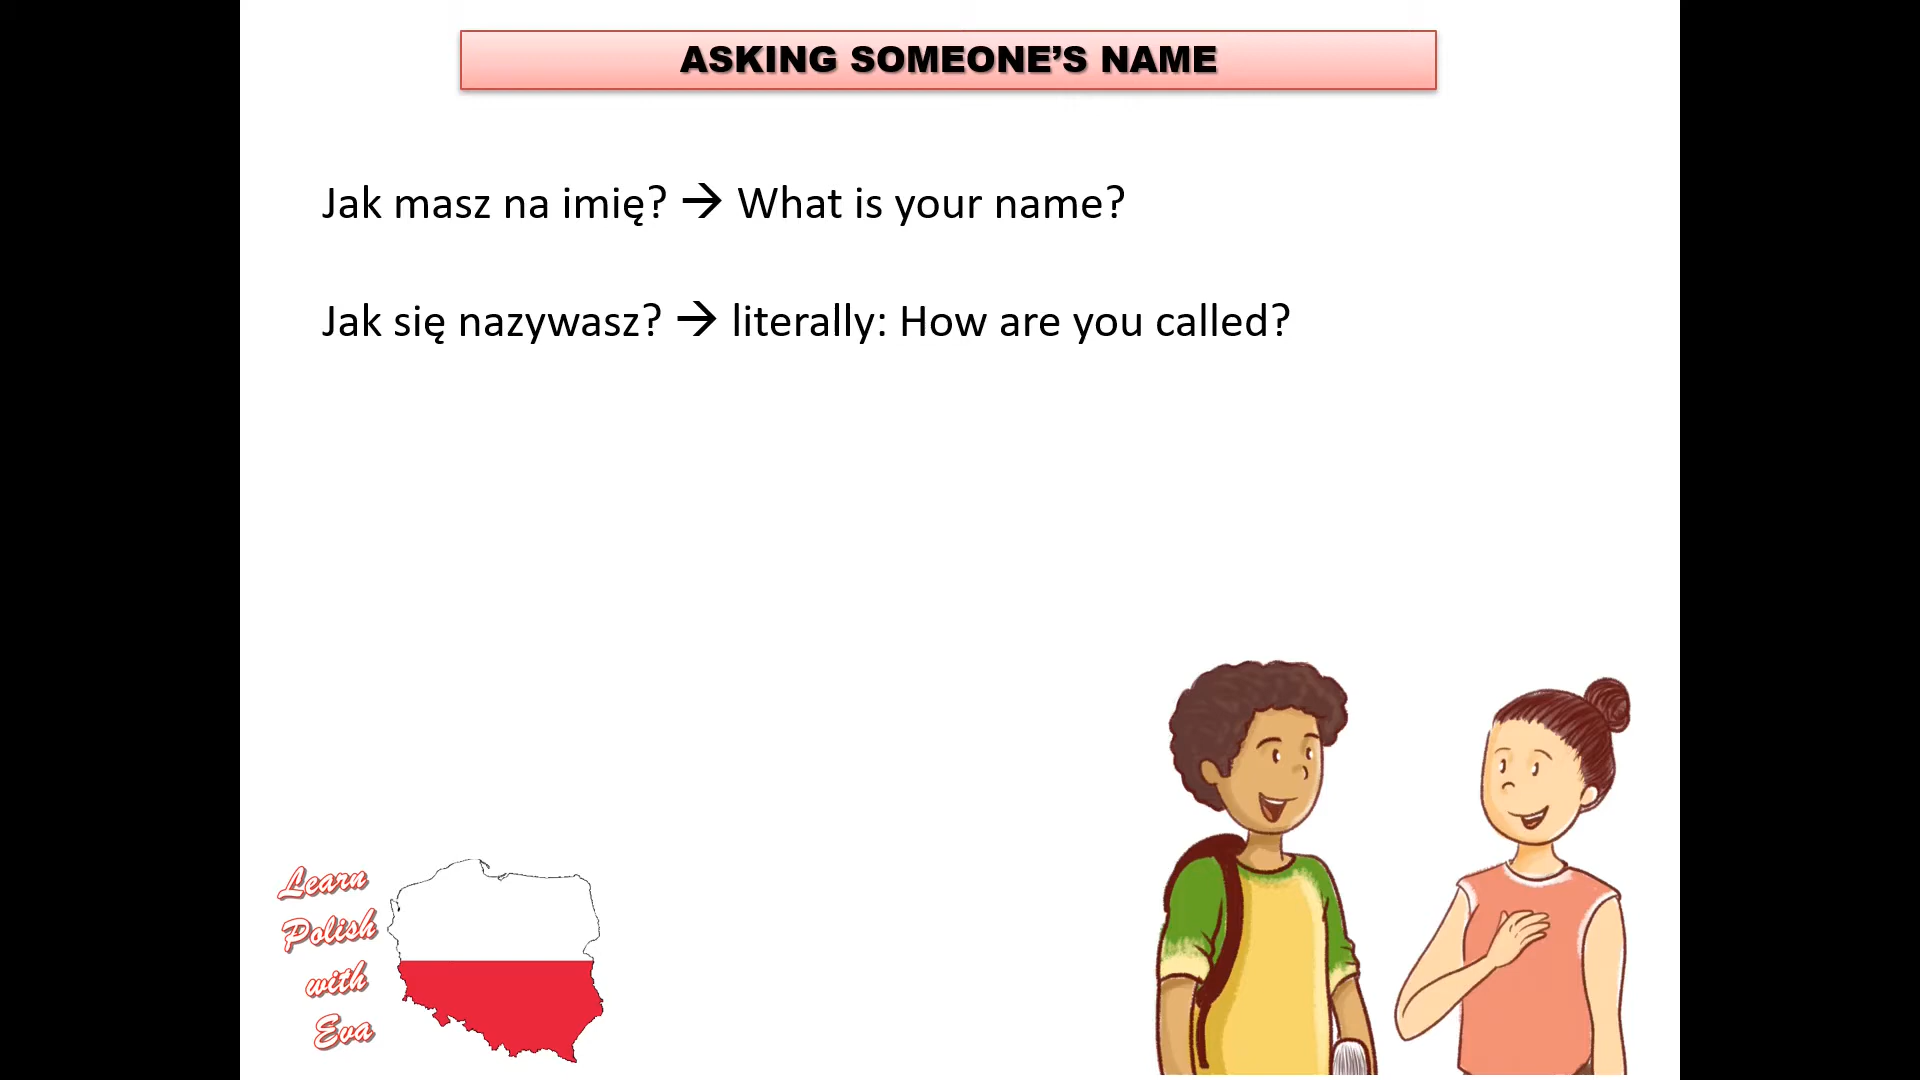 ASKING SOMEONE’S NAME
Jak masz na imię? → What is your name?
Jak się nazywasz? → literally: How are you called?
Learn
Polish
with
Eva